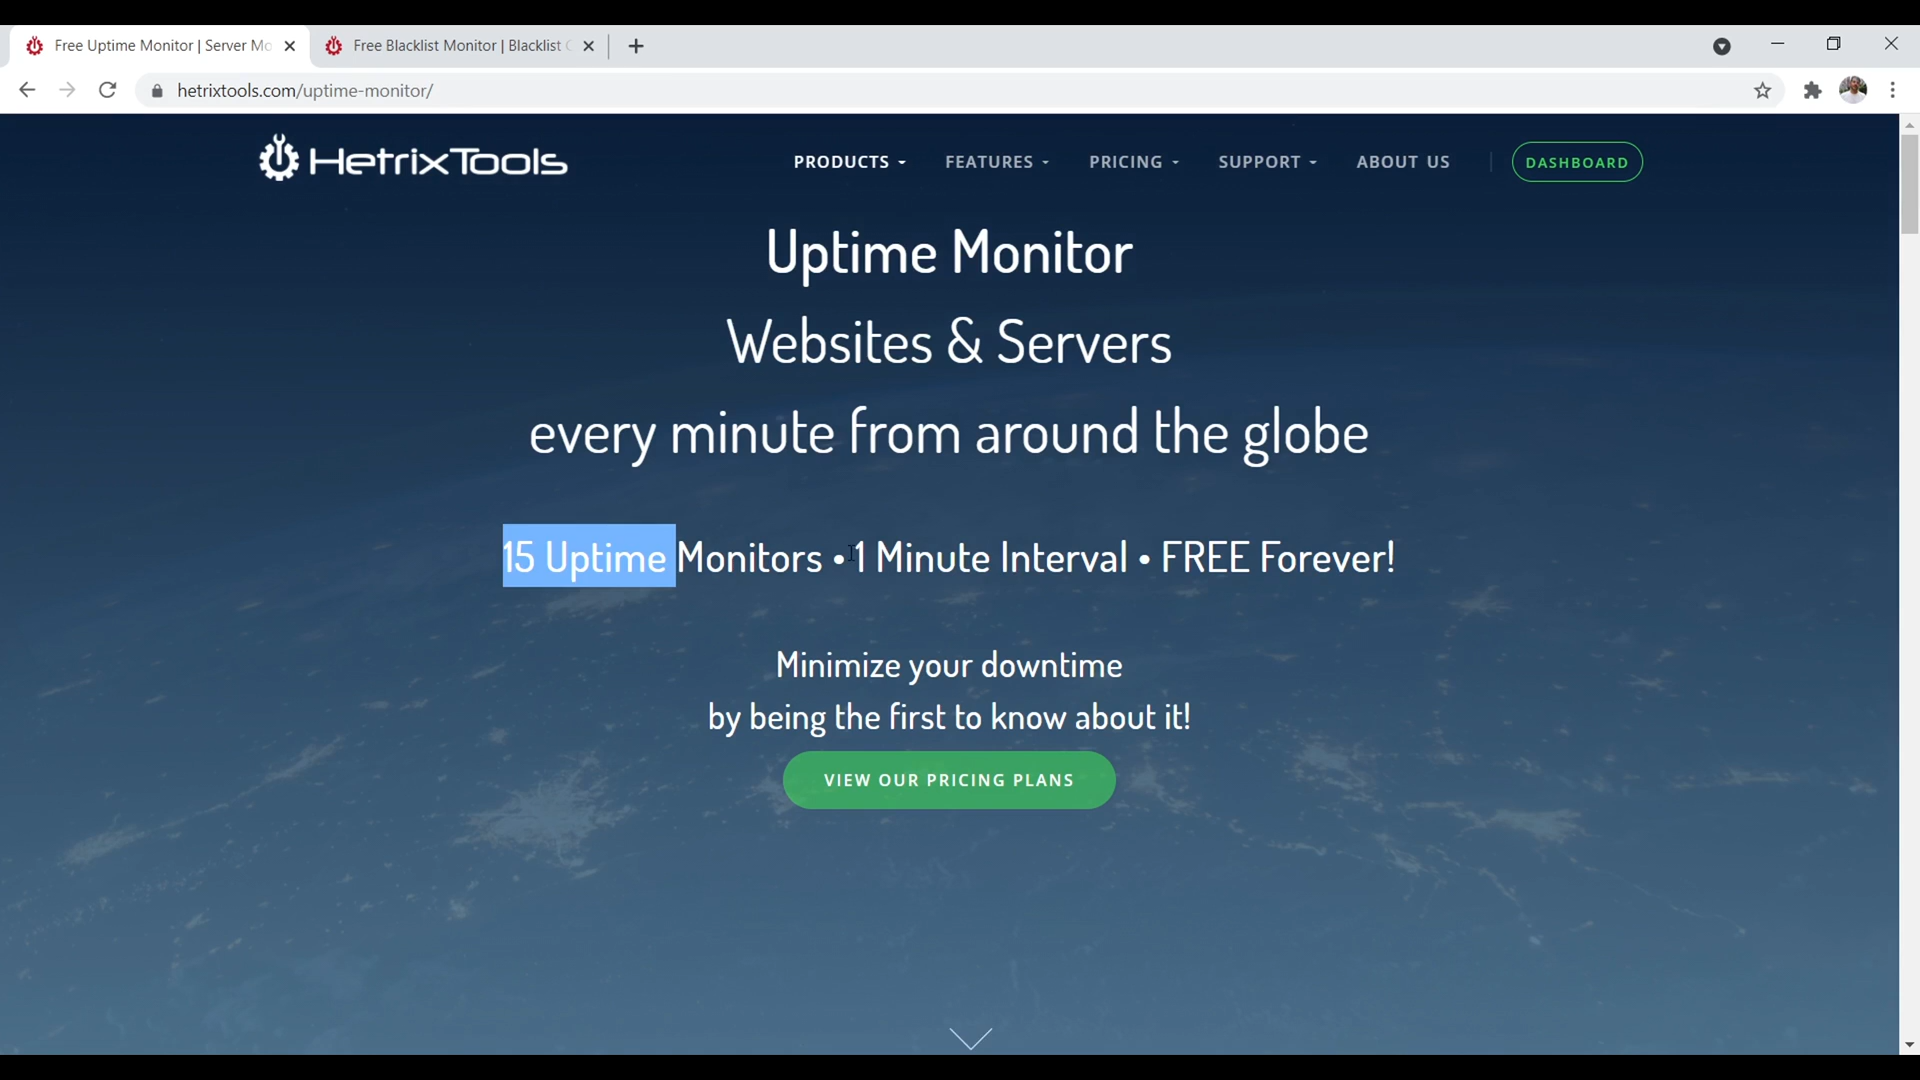 Free Uptime Monitor | Server Mo
Free Blacklist Monitor | Blacklist C
hetrixtools.com/uptime-monitor/
HetrixTools
PRODUCTS
FEATURES
PRICING
SUPPORT
ABOUT US
DASHBOARD
Uptime Monitor
Websites & Servers
every minute from around the globe
15 Uptime Monitors • 1 Minute Interval • FREE Forever!
Minimize your downtime
by being the first to know about it!
VIEW OUR PRICING PLANS